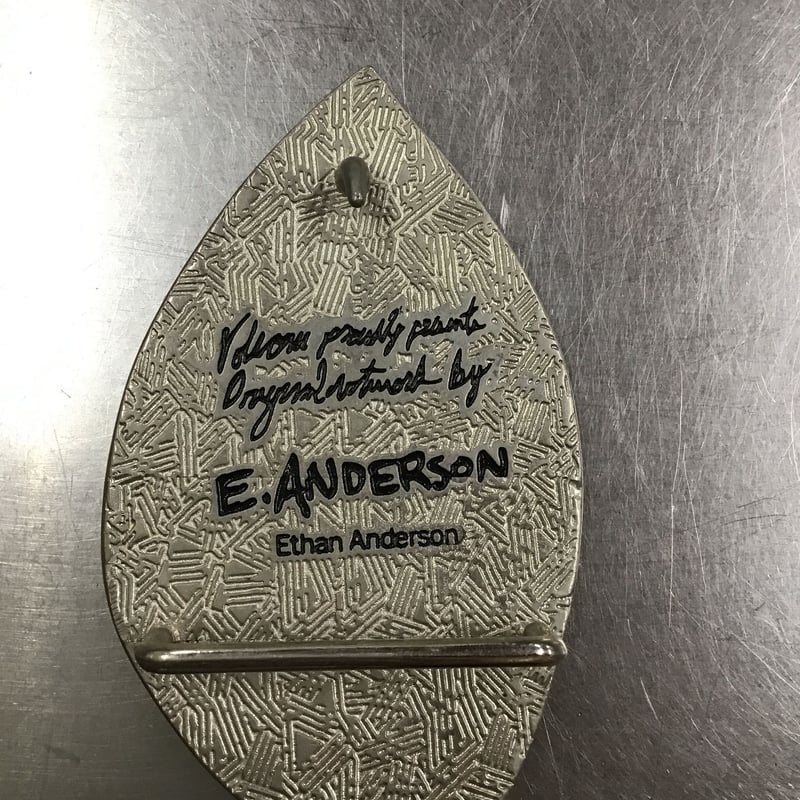 Volcom proudly presents
Original artwork by
E. ANDERSON
Ethan Anderson